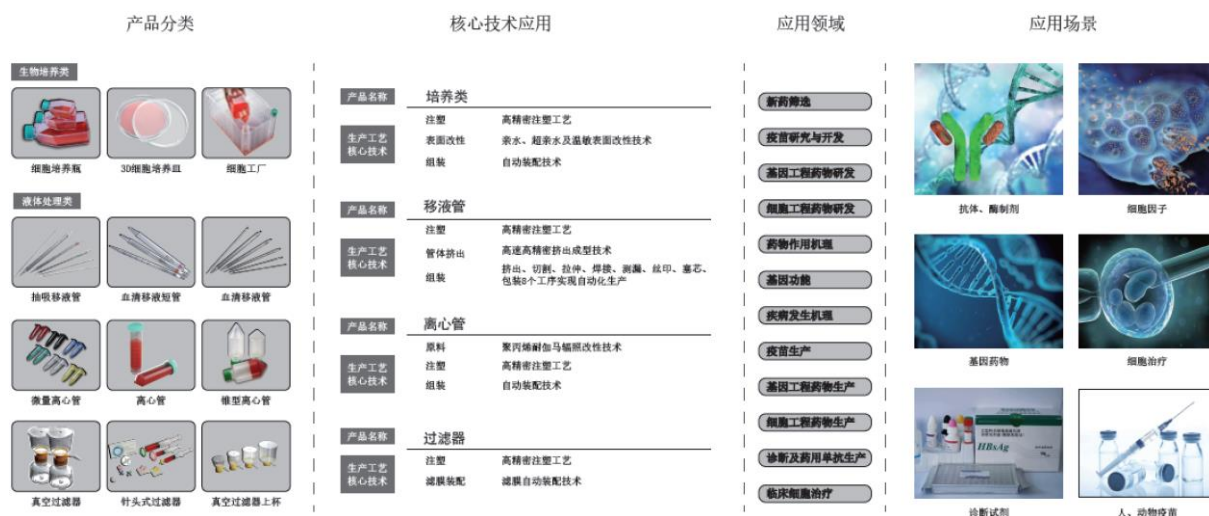 产品分类
核心技术应用
应用领域
应用场景
生物培养类
细胞培养瓶
3D细胞培养皿
细胞工厂
液体处理类
抽吸移液管
血清移液短管
血清移液管
微量离心管
离心管
锥型离心管
真空过滤器
针头式过滤器
真空过滤器上杯
产品名称 培养类
生产工艺
核心技术
注塑 高精密注塑工艺
表面改性 亲水、超亲水及温敏表面改性技术
组装 自动装配技术
产品名称 移液管
生产工艺
核心技术
注塑 高精密注塑工艺
管体挤出 高速高精密挤出成型技术
组装 挤出、切割、拉伸、焊接、测漏、丝印、塞芯、
包装8个工序实现自动化生产
产品名称 离心管
生产工艺
核心技术
原料 聚丙烯耐伽马辐照改性技术
注塑 高精密注塑工艺
组装 自动装配技术
产品名称 过滤器
生产工艺
核心技术
注塑 高精密注塑工艺
滤膜装配 滤膜自动装配技术
新药筛选
疫苗研究与开发
基因工程药物研发
细胞工程药物研发
药物作用机理
基因功能
疾病发生机理
疫苗生产
基因工程药物生产
细胞工程药物生产
诊断及药用单抗生产
临床细胞治疗
抗体、酶制剂
细胞因子
基因药物
细胞治疗
HBsAg
诊断试剂
人、动物疫苗